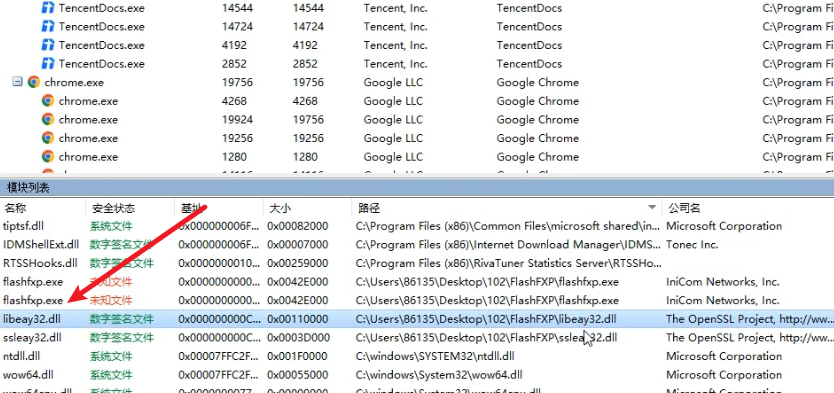 TencentDocs.exe 14544 14544 Tencent, Inc. TencentDocs C:\Program Fi
TencentDocs.exe 14724 14724 Tencent, Inc. TencentDocs C:\Program Fi
TencentDocs.exe 4192 4192 Tencent, Inc. TencentDocs C:\Program Fi
TencentDocs.exe 2852 2852 Tencent, Inc. TencentDocs C:\Program Fi
chrome.exe 19756 19756 Google LLC Google Chrome C:\Program Fi
chrome.exe 4268 4268 Google LLC Google Chrome C:\Program Fi
chrome.exe 19924 19924 Google LLC Google Chrome C:\Program Fi
chrome.exe 19256 19256 Google LLC Google Chrome C:\Program Fi
chrome.exe 1280 1280 Google LLC Google Chrome C:\Program Fi
模块列表
名称 安全状态 基址 大小 路径 公司名
tiptsf.dll 系统文件 0x000000006F... 0x00082000 C:\Program Files (x86)\Common Files\microsoft shared\in... Microsoft Corporation
IDMShellExt.dll 数字签名文件 0x000000006F... 0x00007000 C:\Program Files (x86)\Internet Download Manager\IDMS... Tonec Inc.
RTSSHooks.dll 数字签名文件 0x0000000010... 0x00259000 C:\Program Files (x86)\RivaTuner Statistics Server\RTSSHo...
flashfxp.exe 未知文件 0x0000000000... 0x0042E000 C:\Users\86135\Desktop\102\FlashFXP\flashfxp.exe IniCom Networks, Inc.
flashfxp.exe 未知文件 0x0000000000... 0x0042E000 C:\Users\86135\Desktop\102\FlashFXP\flashfxp.exe IniCom Networks, Inc.
libeay32.dll 数字签名文件 0x000000000C... 0x00110000 C:\Users\86135\Desktop\102\FlashFXP\libeay32.dll The OpenSSL Project, http://ww...
ssleay32.dll 数字签名文件 0x000000000C... 0x0003D000 C:\Users\86135\Desktop\102\FlashFXP\ssleay32.dll The OpenSSL Project, http://ww...
ntdll.dll 系统文件 0x00007FFC2F... 0x001F0000 C:\windows\SYSTEM32\ntdll.dll Microsoft Corporation
wow64.dll 系统文件 0x00007FFC2F... 0x00055000 C:\windows\System32\wow64.dll Microsoft Corporation